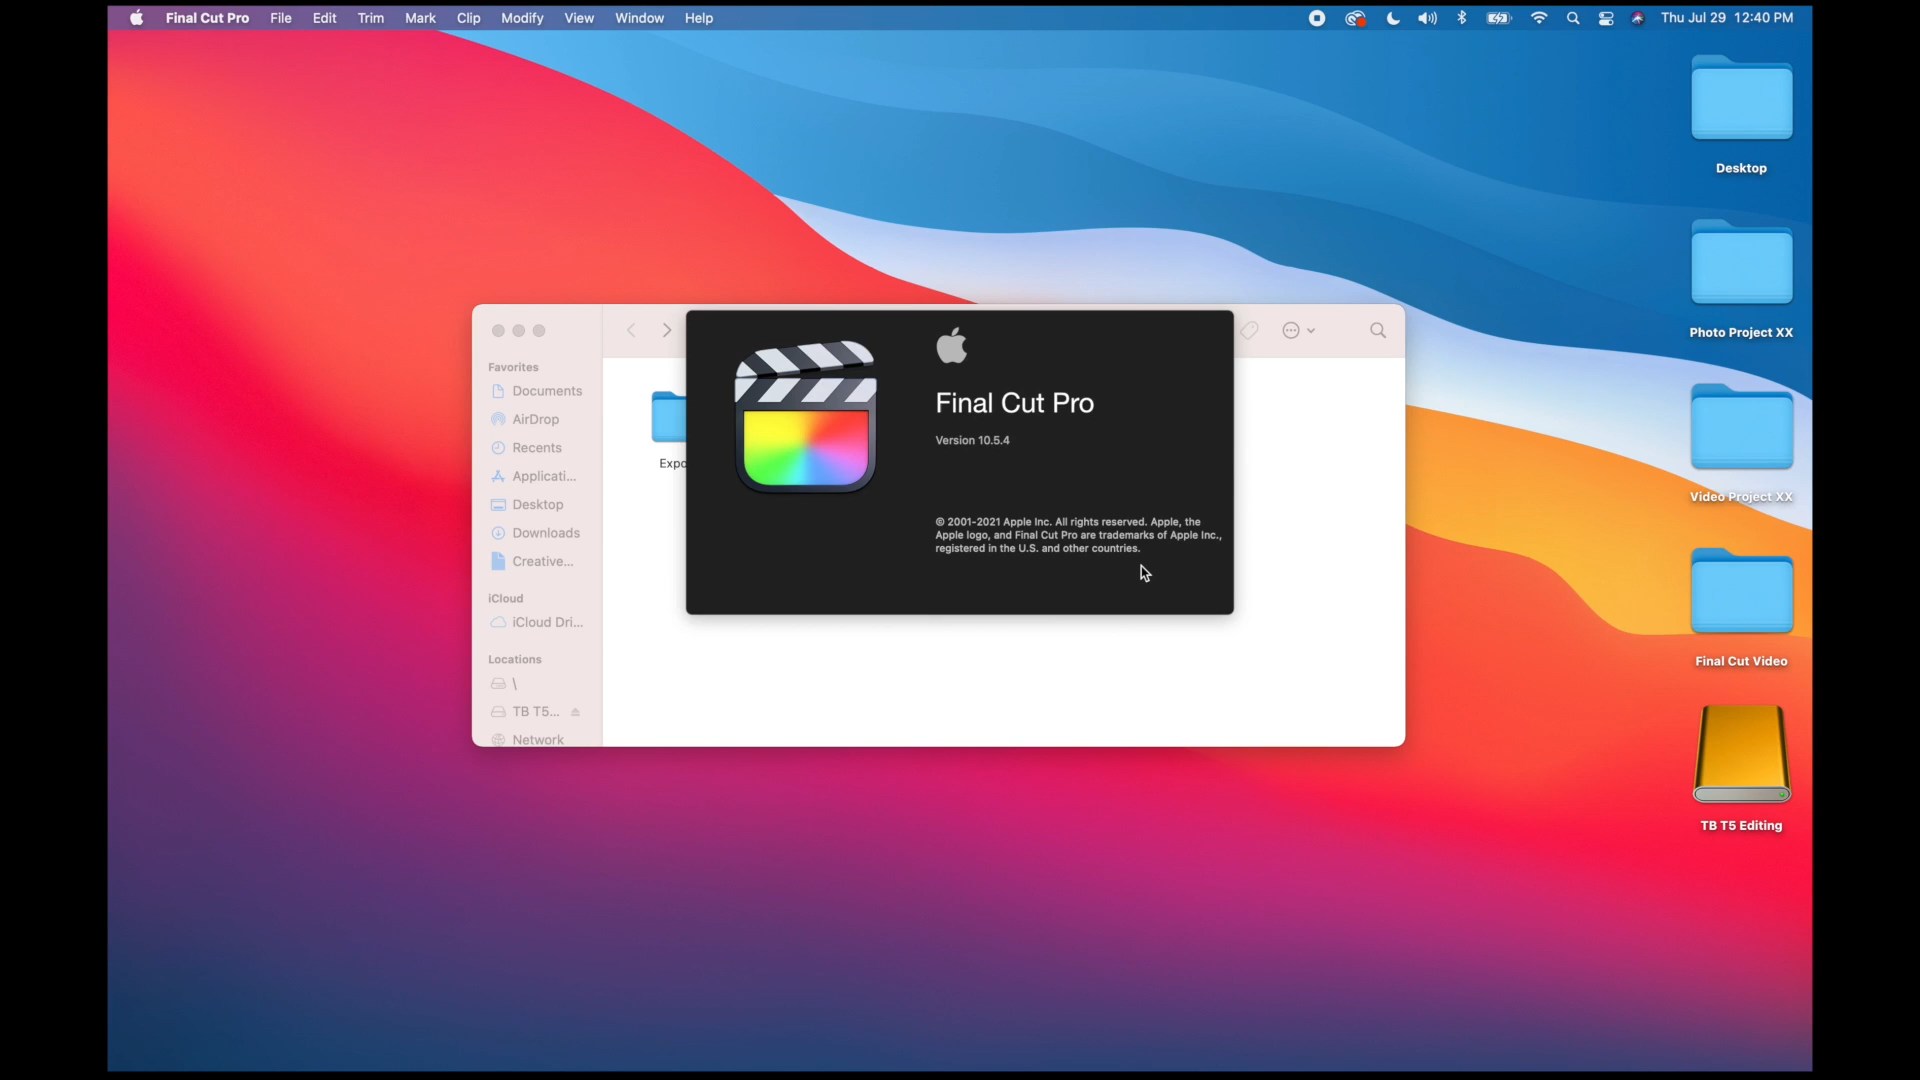 Final Cut Pro File Edit Trim Mark Clip Modify View Window Help Thu Jul 29 12:40 PM
Desktop
Photo Project XX
Video Project XX
Final Cut Video
TB T5 Editing
Favorites
Documents
AirDrop
Recents
Applicati...
Desktop
Downloads
Creative...
iCloud
iCloud Dri...
Locations
\
TB T5...
Network
Expo
Final Cut Pro
Version 10.5.4
© 2001-2021 Apple Inc. All rights reserved. Apple, the
Apple logo, and Final Cut Pro are trademarks of Apple Inc.,
registered in the U.S. and other countries.